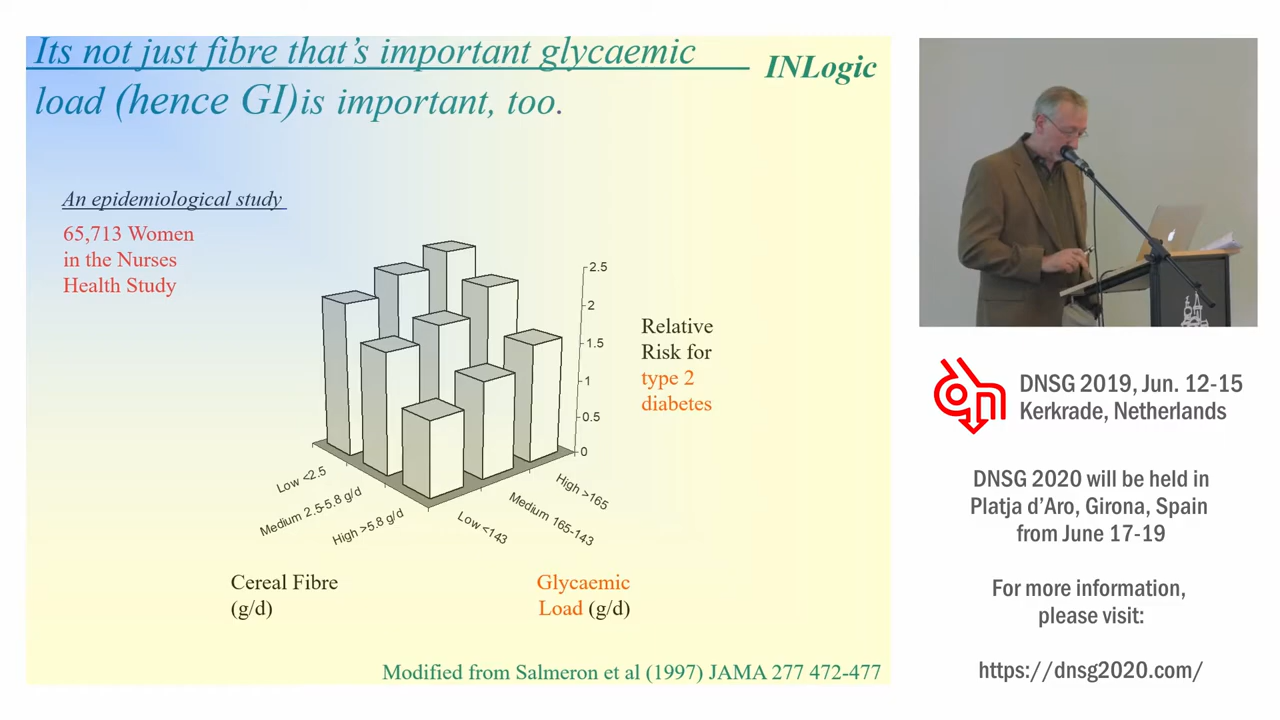 Its not just fibre that's important glycaemic
load (hence GI)is important, too.
INLogic
An epidemiological study
65,713 Women
in the Nurses
Health Study
2.5
2
1.5
1
0.5
0
Relative
Risk for
type 2
diabetes
Low <2.5
Medium 2.5-5.8 g/d
High >5.8 g/d
Low <143
Medium 165-143
High >165
Cereal Fibre
(g/d)
Glycaemic
Load (g/d)
Modified from Salmeron et al (1997) JAMA 277 472-477
DNSG 2019, Jun. 12-15
Kerkrade, Netherlands
DNSG 2020 will be held in
Platja d'Aro, Girona, Spain
from June 17-19
For more information,
please visit:
https://dnsg2020.com/